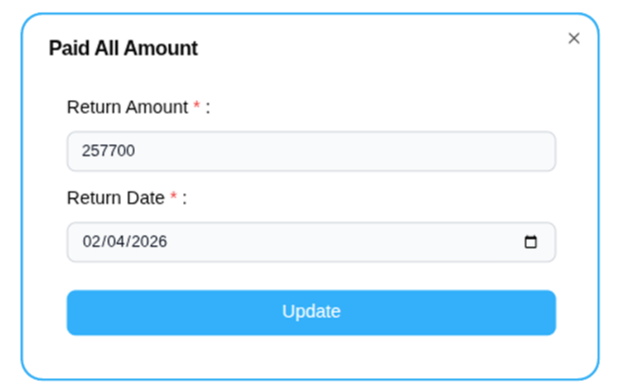 Paid All Amount
×
Return Amount * :
257700
Return Date * :
02/04/2026
Update